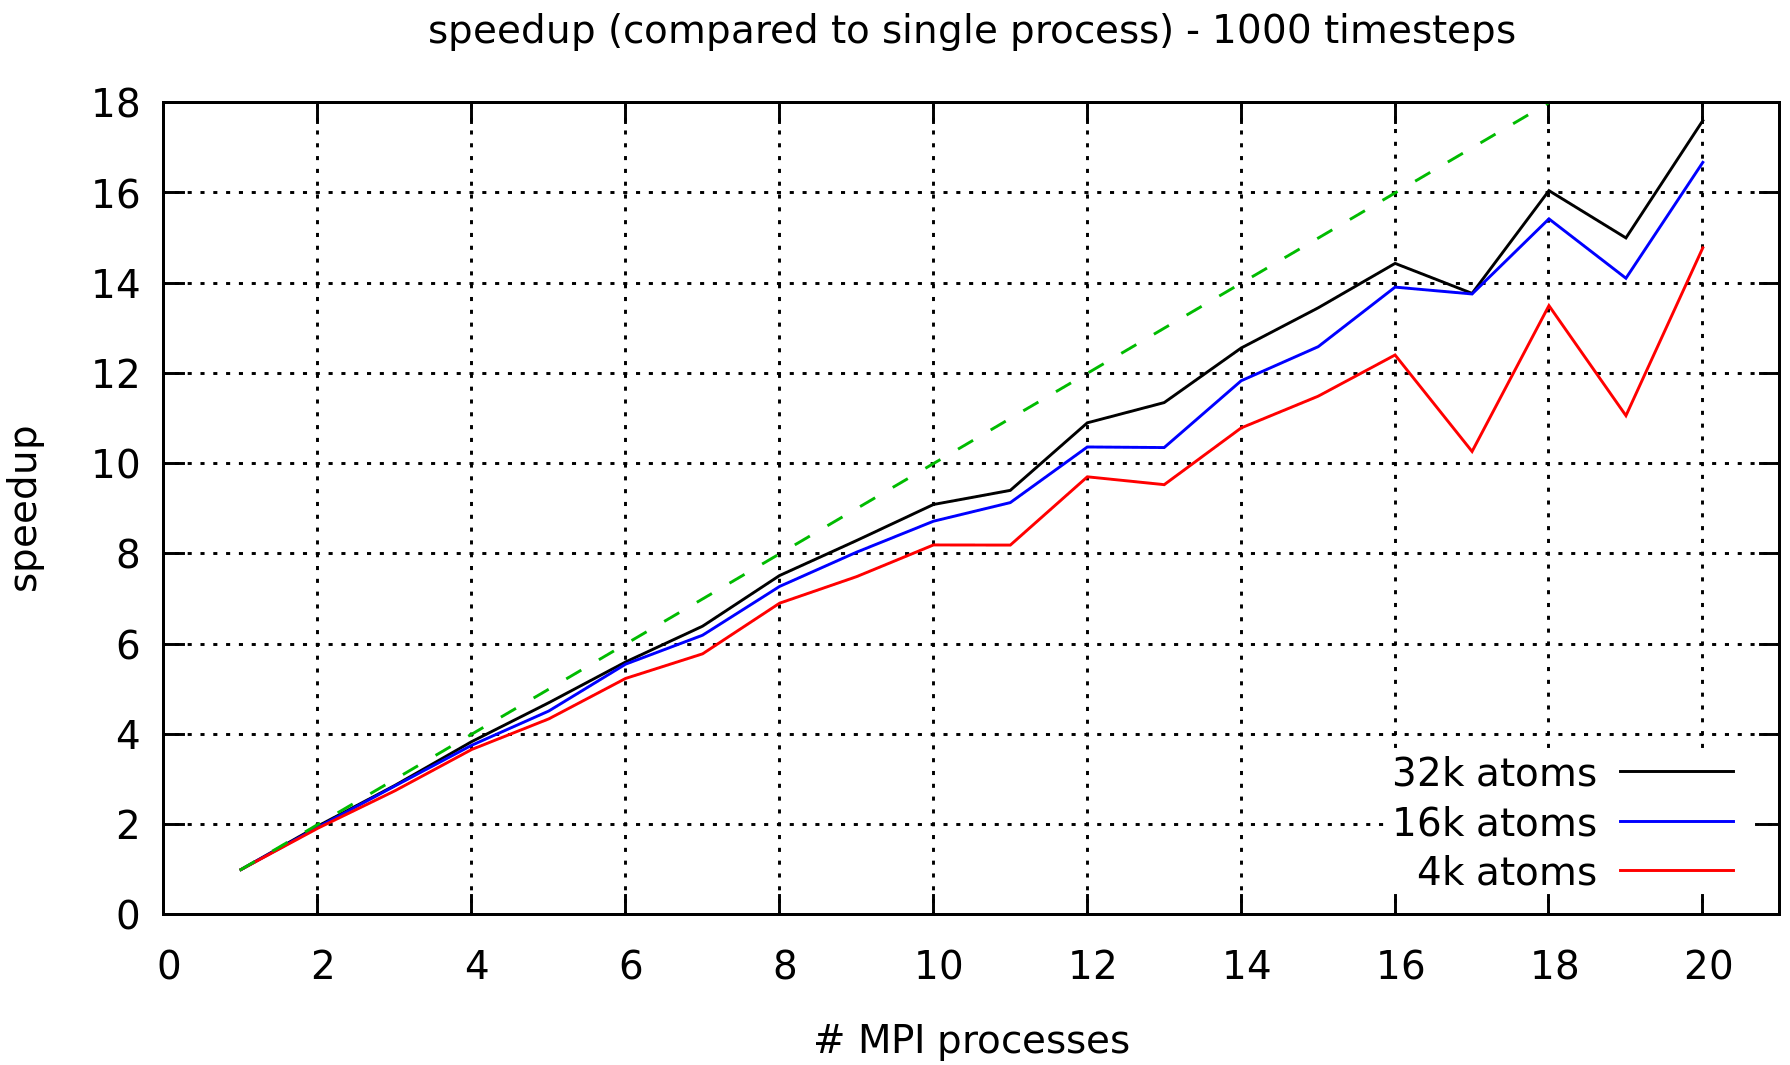 speedup (compared to single process) - 1000 timesteps
18
16
14
12
10
8
6
4
2
0
speedup
32k atoms
16k atoms
4k atoms
0 2 4 6 8 10 12 14 16 18 20
# MPI processes